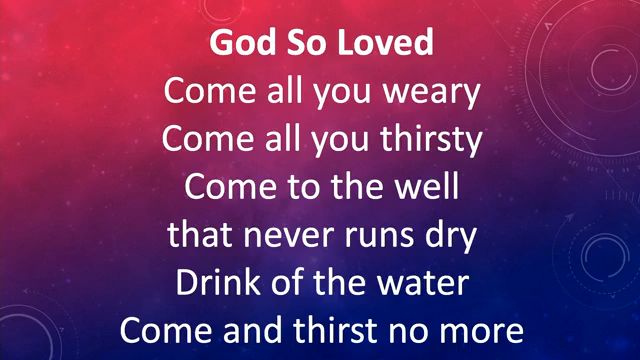 God So Loved
Come all you weary
Come all you thirsty
Come to the well
that never runs dry
Drink of the water
Come and thirst no more